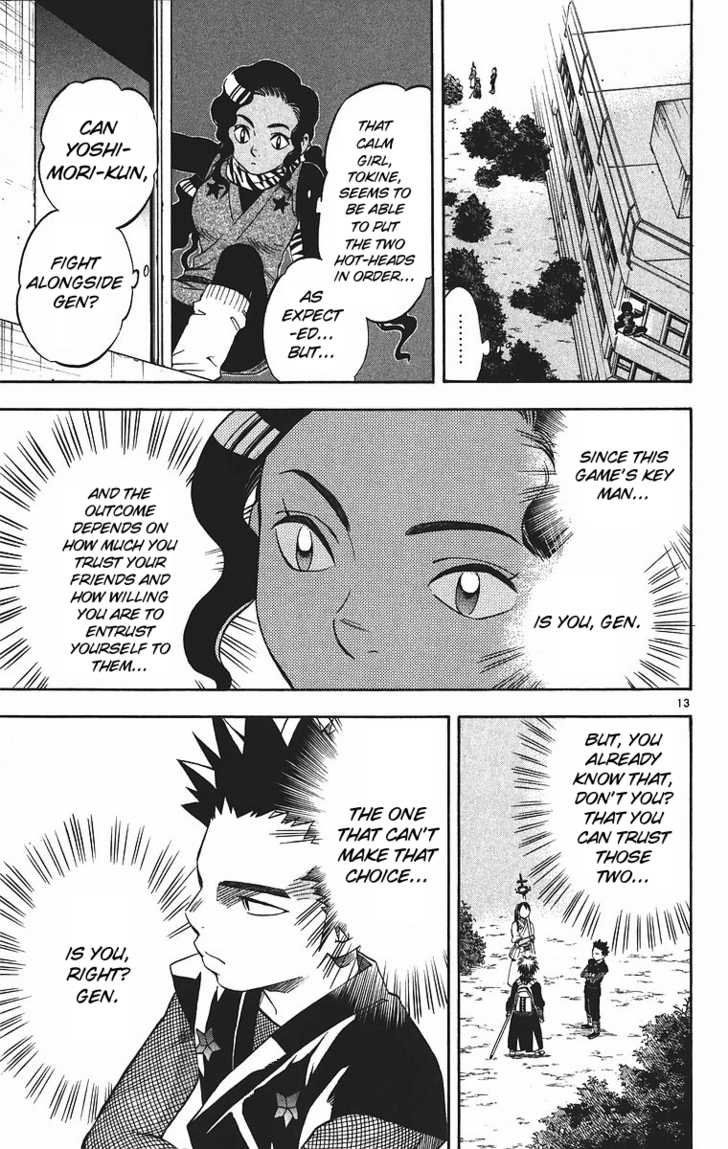 .........
THAT
CALM
GIRL,
TOKINE,
SEEMS TO
BE ABLE
TO PUT
THE TWO
HOT-HEADS
IN ORDER...
AS
EXPECT
-ED...
BUT...
CAN
YOSHI-
MORI-KUN,
FIGHT
ALONGSIDE
GEN?
SINCE THIS
GAME'S KEY
MAN...
IS YOU, GEN.
AND THE
OUTCOME
DEPENDS ON
HOW MUCH YOU
TRUST YOUR
FRIENDS AND
HOW WILLING
YOU ARE TO
ENTRUST
YOURSELF TO
THEM...
13
BUT, YOU
ALREADY
KNOW THAT,
DON'T YOU?
THAT YOU
CAN TRUST
THOSE
TWO...
THE ONE
THAT CAN'T
MAKE THAT
CHOICE...
IS YOU,
RIGHT?
GEN.